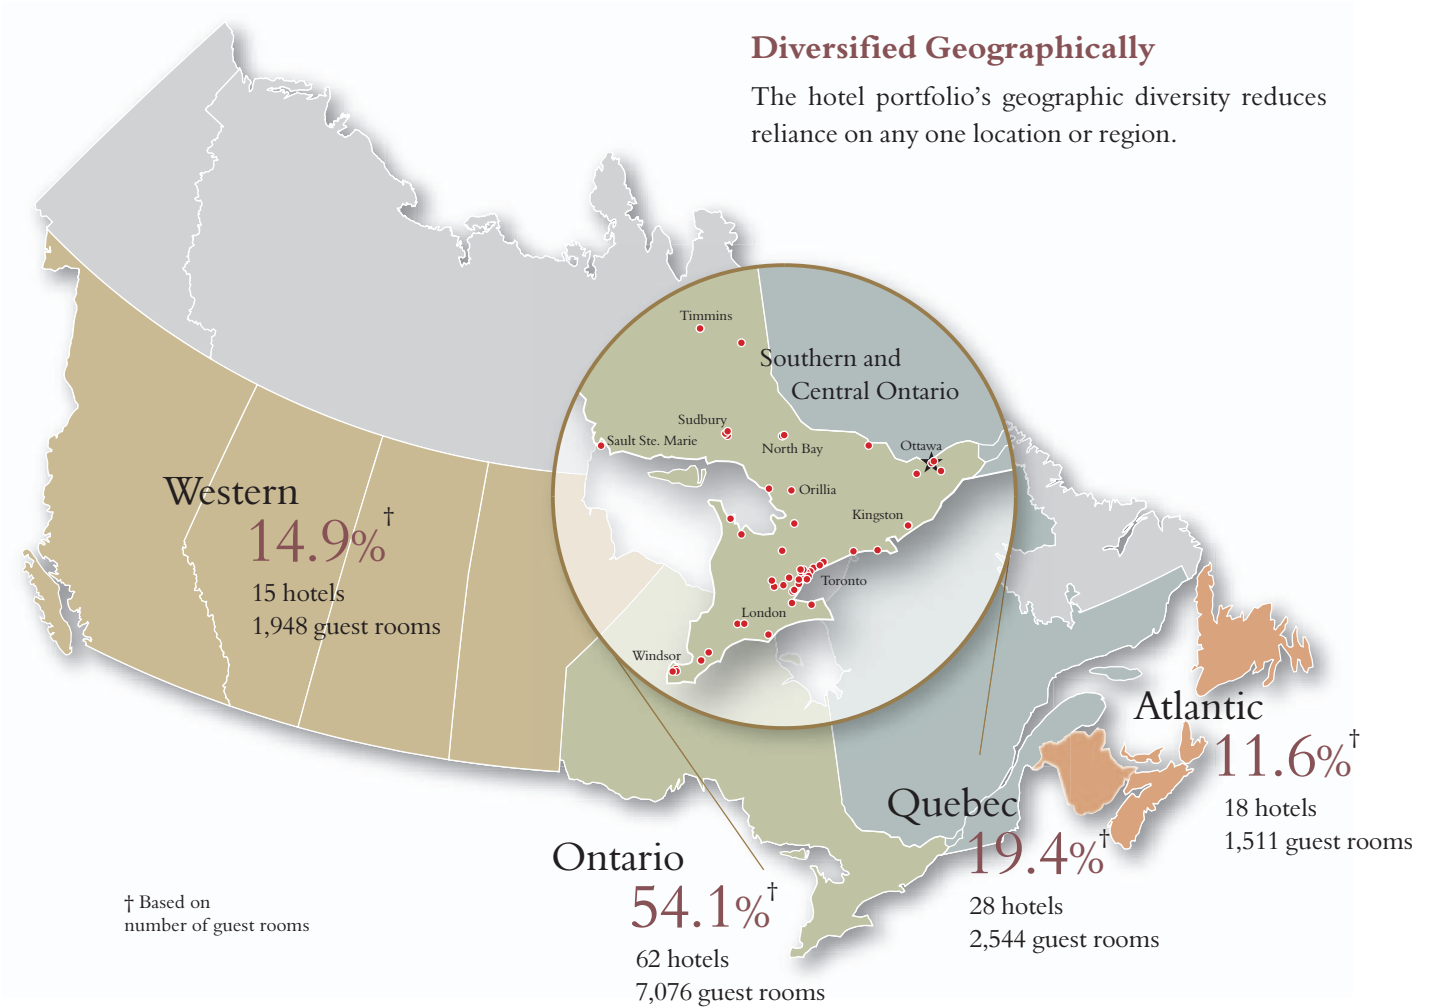 Diversified Geographically
The hotel portfolio's geographic diversity reduces
reliance on any one location or region.
Timmins
Southern and
Central Ontario
Sudbury
Sault Ste. Marie
North Bay
Ottawa
Orillia
Kingston
Toronto
London
Windsor
Western
14.9%†
15 hotels
1,948 guest rooms
Atlantic
11.6%†
18 hotels
1,511 guest rooms
Quebec
19.4%†
28 hotels
2,544 guest rooms
Ontario
54.1%†
62 hotels
7,076 guest rooms
† Based on
number of guest rooms